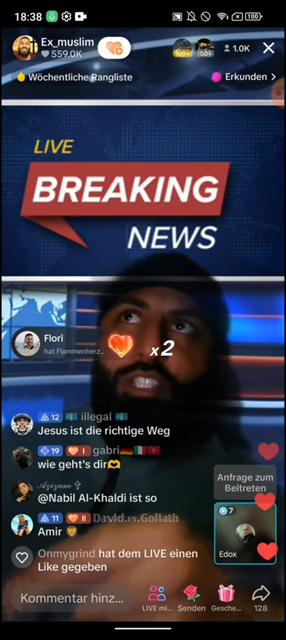 18:38
100
Ex_muslim
559.0K
100+
100+
1.0K
Wöchentliche Rangliste
Erkunden
LIVE
BREAKING
NEWS
Flori
hat Flammenherz...
x2
12 illegal
Jesus ist die richtige Weg
19 I gabri
wie geht's dir
Azizam
@Nabil Al-Khaldi ist so
11 II David.vs.Goliath
Amir
Onmygrind hat dem LIVE einen
Like gegeben
Anfrage zum
Beitreten
7
Edox
Kommentar hinz...
LIVE mi...
Senden
Gesche...
128